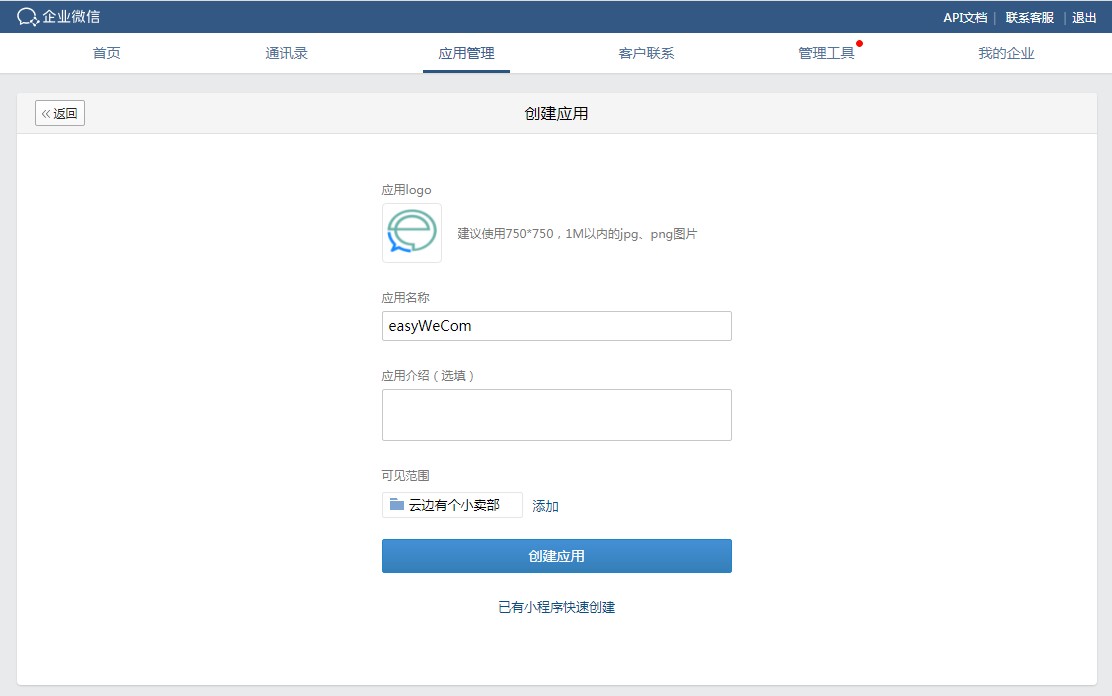 企业微信 API文档 | 联系客服 | 退出
首页 通讯录 应用管理 客户联系 管理工具 我的企业
«返回 创建应用
应用logo
建议使用750*750，1M以内的jpg、png图片
应用名称
easyWeCom
应用介绍（选填）
可见范围
云边有个小卖部 添加
创建应用
已有小程序快速创建